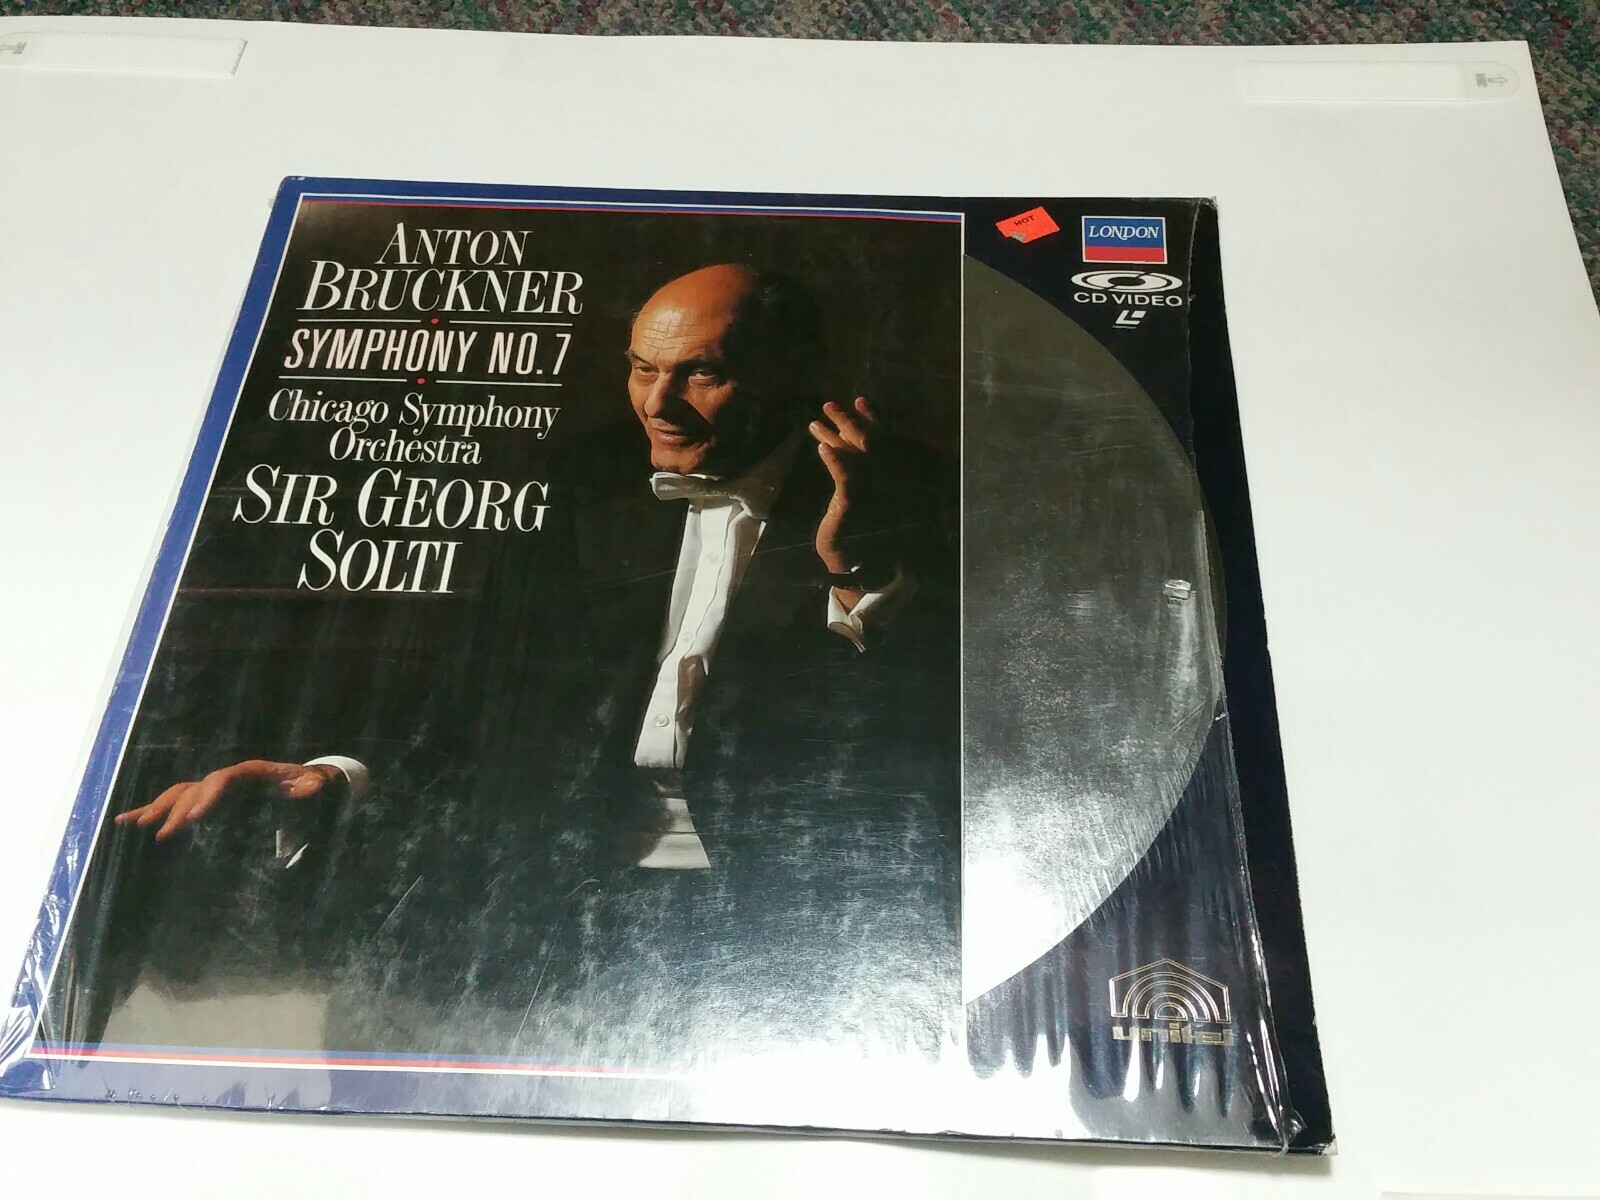 ANTON
BRUCKNER
SYMPHONY NO. 7
Chicago Symphony
Orchestra
SIR GEORG
SOLTI
HOT
LONDON
CD VIDEO
unitel